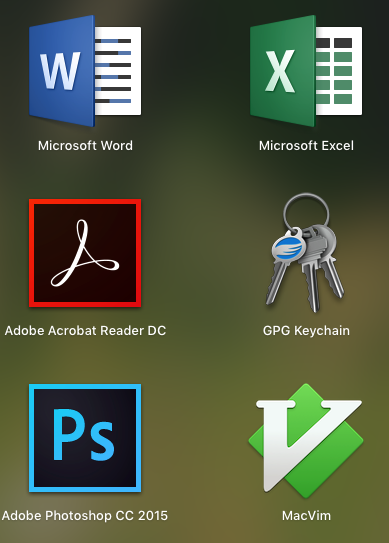 W
X
Microsoft Word
Microsoft Excel
Adobe Acrobat Reader DC
GPG Keychain
Ps
V
Adobe Photoshop CC 2015
MacVim